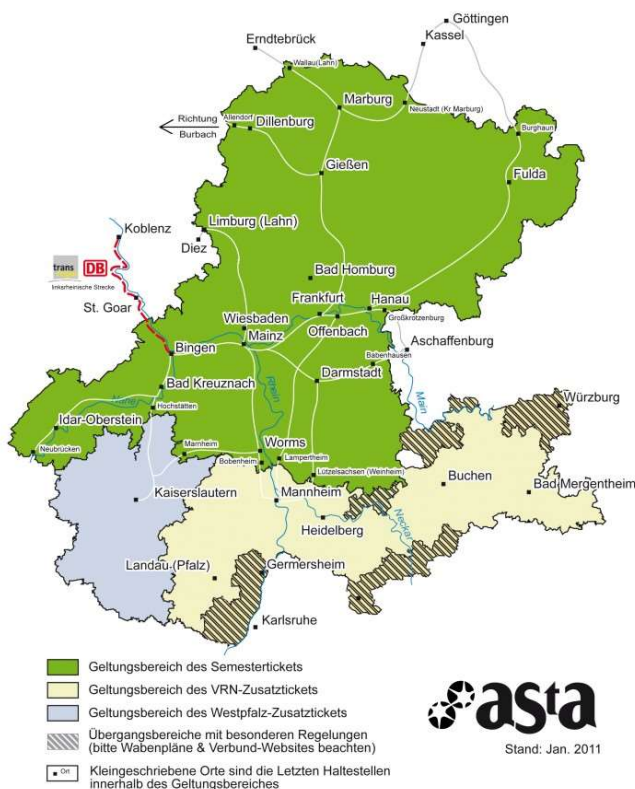 Göttingen
Kassel
Erndtebrück
Wallau(Lahn)
Marburg
Neustadt (Kr Marburg)
Richtung
Burbach
Allendorf
Dillenburg
Burghaun
Gießen
Fulda
Koblenz
Limburg (Lahn)
Diez
trans
DB
linksrheinische Strecke
Bad Homburg
St. Goar
Frankfurt
Hanau
Wiesbaden
Offenbach
Großkrotzenburg
Mainz
Bingen
Aschaffenburg
Babenhausen
Rhein
Darmstadt
Main
Bad Kreuznach
Nahe
Hochstätten
Würzburg
Idar-Oberstein
Neubrücken
Monsheim
Worms
Bobenheim
Lampertheim
Lützelsachsen (Weinheim)
Buchen
Bad Mergentheim
Kaiserslautern
Mannheim
Heidelberg
Neckar
Landau (Pfalz)
Germersheim
Karlsruhe
Geltungsbereich des Semestertickets
Geltungsbereich des VRN-Zusatztickets
Geltungsbereich des Westpfalz-Zusatztickets
Übergangsbereiche mit besonderen Regelungen
(bitte Wabenpläne & Verbund-Websites beachten)
Ort
Kleingeschriebene Orte sind die Letzten Haltestellen
innerhalb des Geltungsbereiches
asta
Stand: Jan. 2011